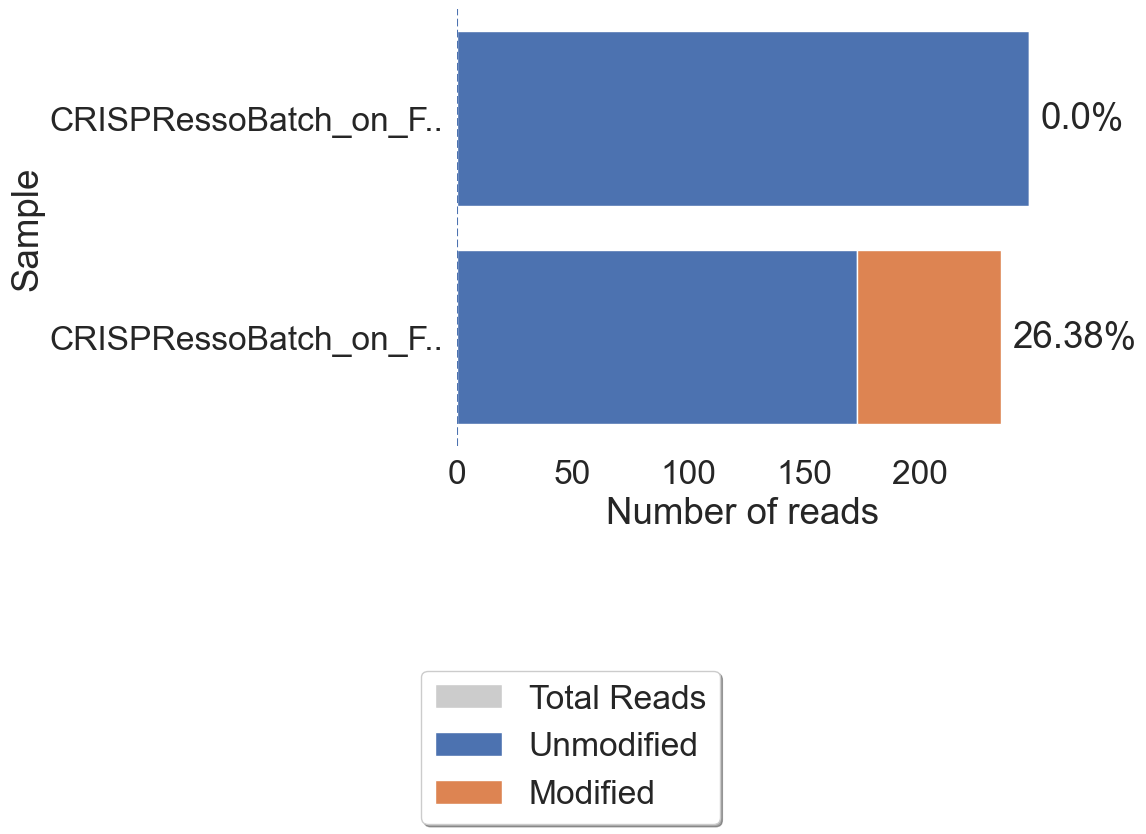 Sample
CRISPRessoBatch_on_F..
0.0%
CRISPRessoBatch_on_F..
26.38%
0 50 100 150 200
Number of reads
Total Reads
Unmodified
Modified